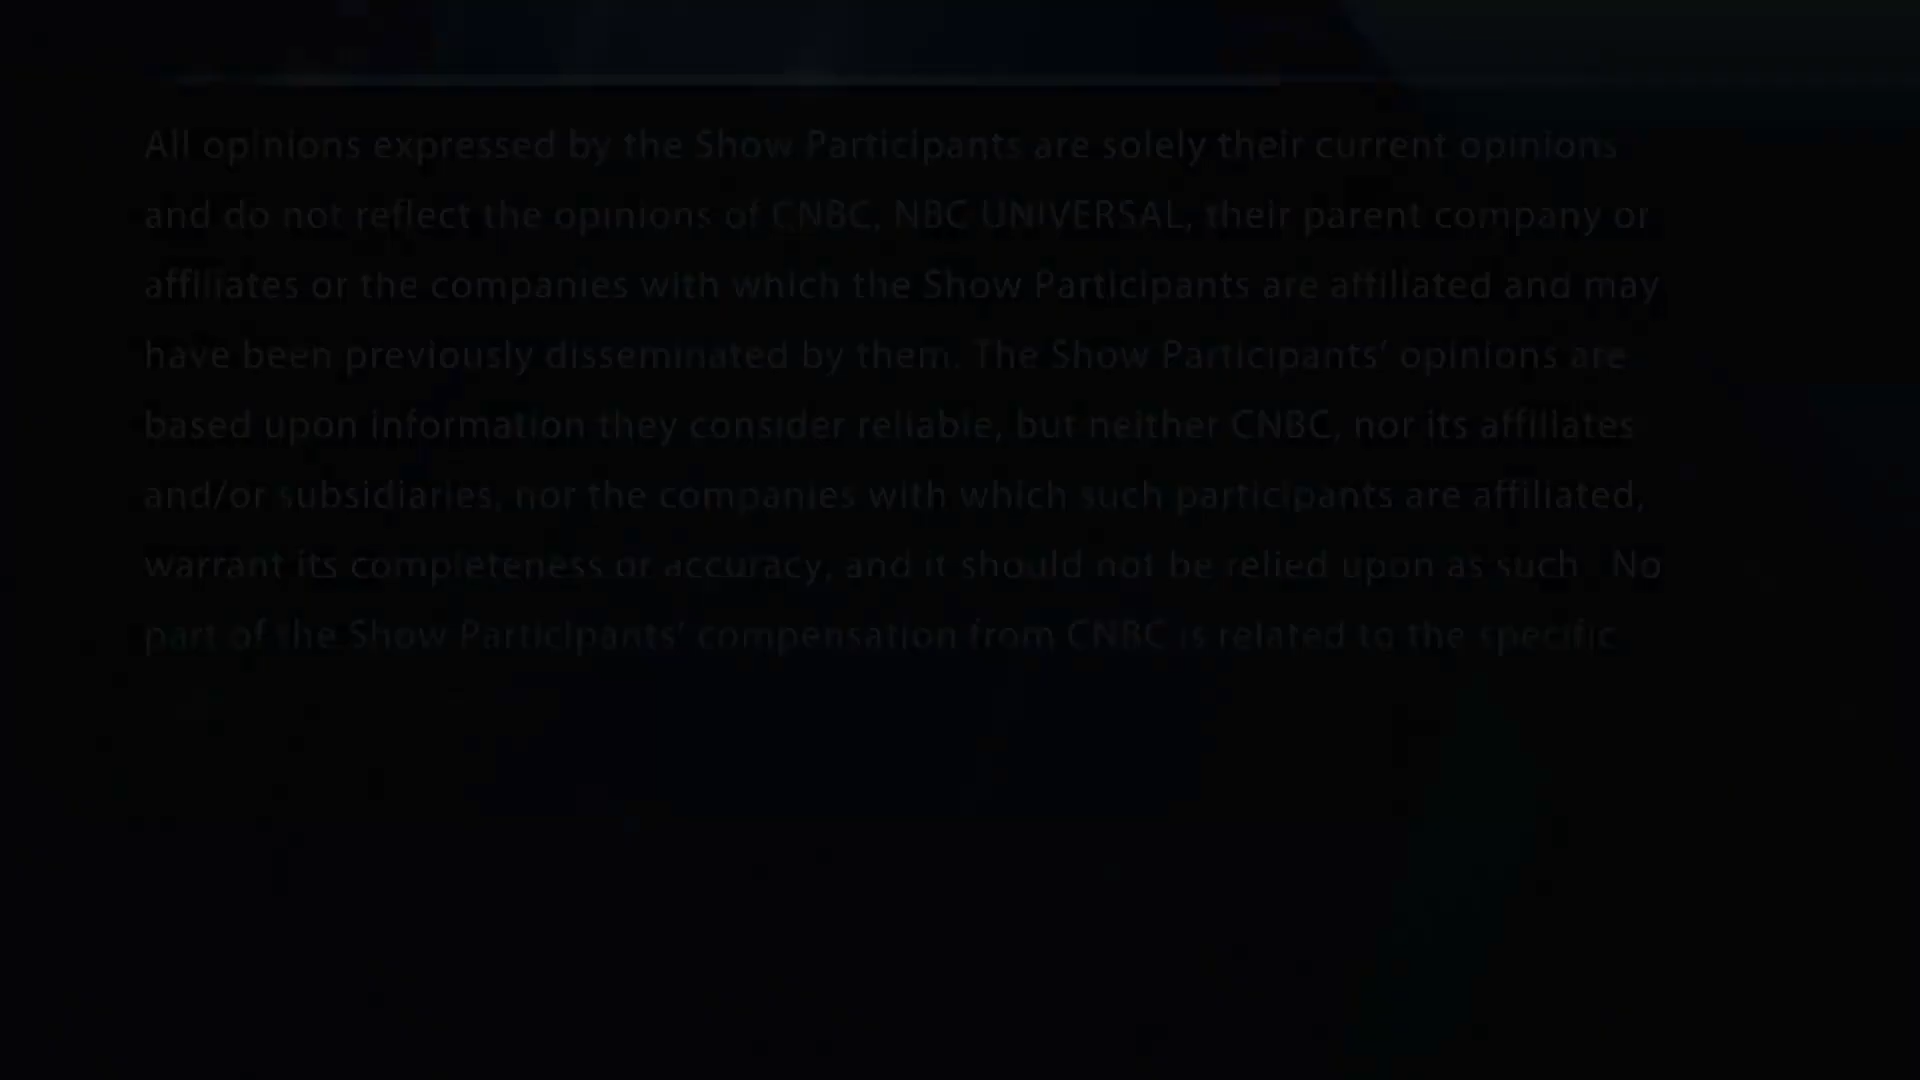 All opinions expressed by the Show Participants are solely their current opinions
and do not reflect the opinions of CNBC, NBC UNIVERSAL, their parent company or
affiliates or the companies with which the Show Participants are affiliated and may
have been previously disseminated by them. The Show Participants’ opinions are
based upon information they consider reliable, but neither CNBC, nor its affiliates
and/or subsidiaries, nor the companies with which such participants are affiliated,
warrant its completeness or accuracy, and it should not be relied upon as such. No
part of the Show Participants’ compensation from CNBC is related to the specific